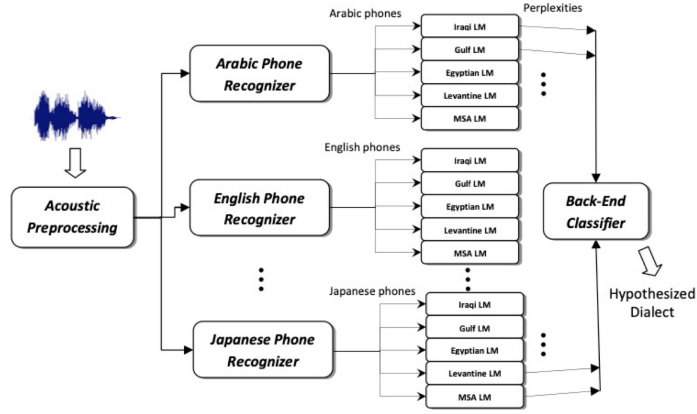 Arabic phones
Perplexities
Iraqi LM
Gulf LM
Egyptian LM
Levantine LM
MSA LM
Arabic Phone
Recognizer
English phones
Iraqi LM
Gulf LM
Egyptian LM
Levantine LM
MSA LM
Acoustic
Preprocessing
English Phone
Recognizer
Back-End
Classifier
Japanese phones
Iraqi LM
Gulf LM
Egyptian LM
Levantine LM
MSA LM
Japanese Phone
Recognizer
Hypothesized
Dialect